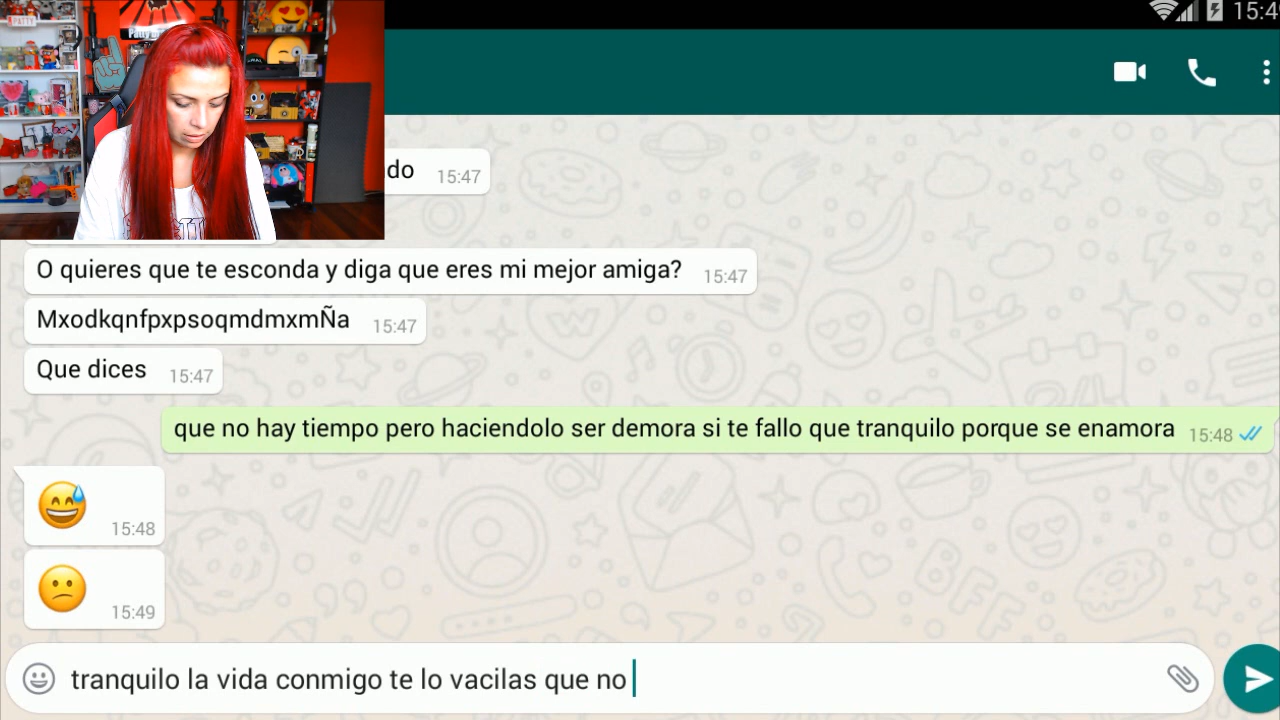 PATTY
15:4
do 15:47
O quieres que te esconda y diga que eres mi mejor amiga? 15:47
MxodkqnfpxpsoqmdmxmÑa 15:47
Que dices 15:47
que no hay tiempo pero haciendolo ser demora si te fallo que tranquilo porque se enamora 15:48
15:48
15:49
tranquilo la vida conmigo te lo vacilas que no